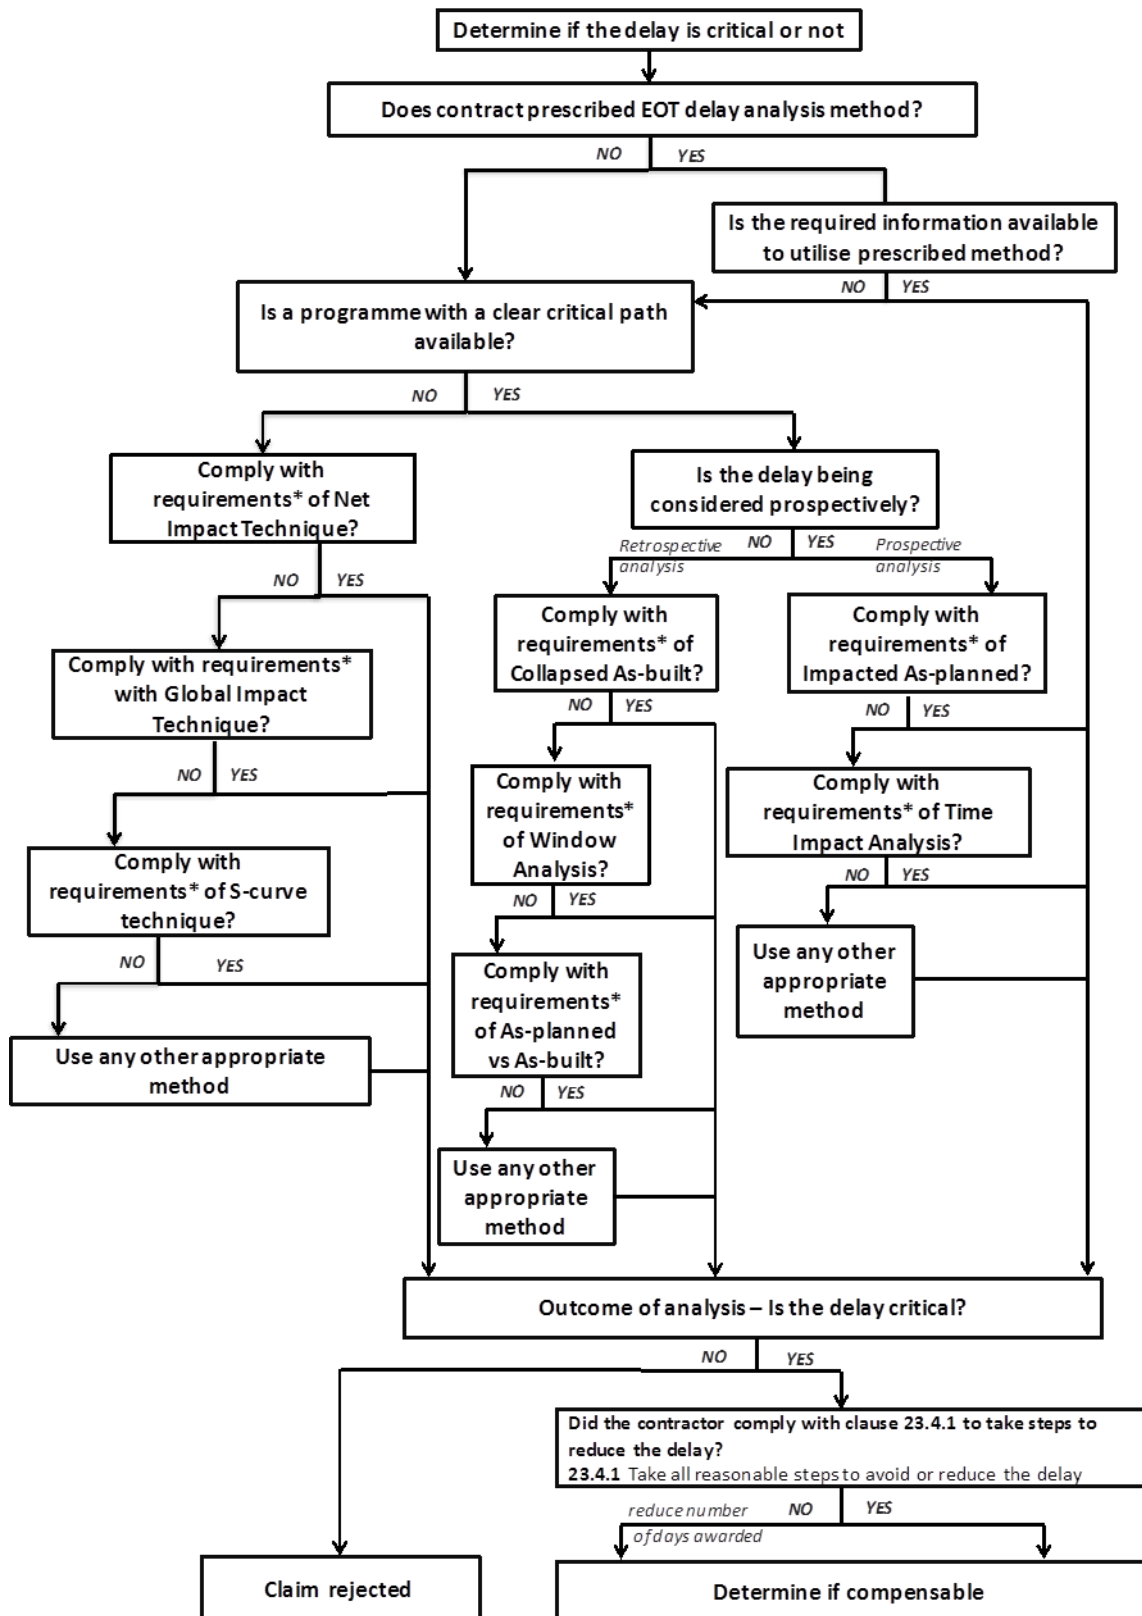 Determine if the delay is critical or not
Does contract prescribed EOT delay analysis method?
NO YES
Is the required information available
to utilise prescribed method?
NO YES
Is a programme with a clear critical path
available?
NO YES
Comply with
requirements* of Net
Impact Technique?
NO YES
Is the delay being
considered prospectively?
Retrospective
analysis
NO YES
Prospective
analysis
Comply with requirements*
with Global Impact
Technique?
NO YES
Comply with
requirements* of
Collapsed As-built?
NO YES
Comply with
requirements* of
Impacted As-planned?
NO YES
Comply with
requirements* of S-curve
technique?
NO YES
Use any other appropriate
method
Comply with
requirements*
of Window
Analysis?
NO YES
Comply with
requirements*
of As-planned
vs As-built?
NO YES
Use any other
appropriate
method
Comply with
requirements* of Time
Impact Analysis?
NO YES
Use any other
appropriate
method
Outcome of analysis – Is the delay critical?
NO YES
Did the contractor comply with clause 23.4.1 to take steps to
reduce the delay?
23.4.1 Take all reasonable steps to avoid or reduce the delay
reduce number
of days awarded
NO YES
Claim rejected
Determine if compensable